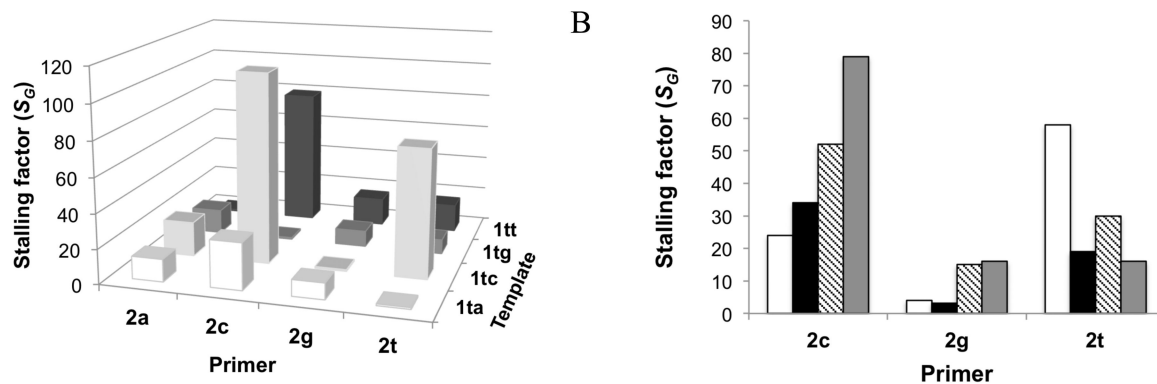 B
Stalling factor (SG)
120
100
80
60
40
20
0
2a
2c
2g
2t
Primer
1ta
1tc
1tg
1tt
Template
Stalling factor (SG)
90
80
70
60
50
40
30
20
10
0
2c
2g
2t
Primer